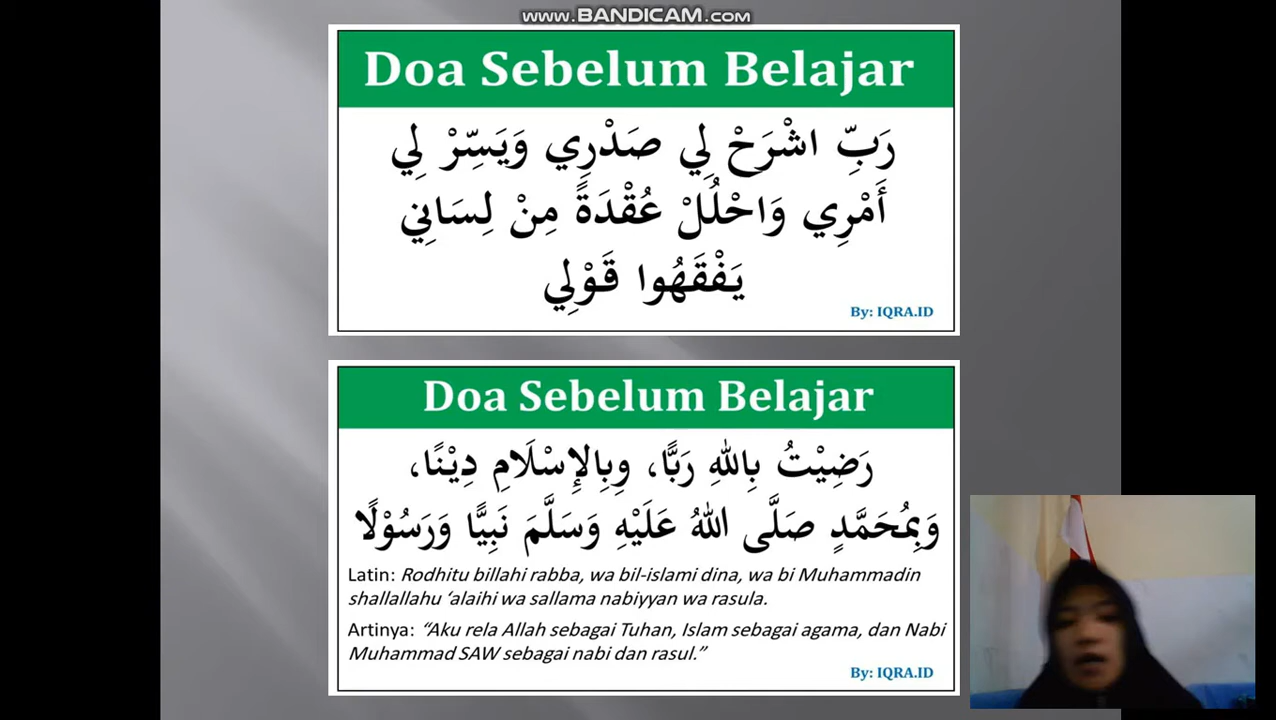 www.BANDICAM.com
Doa Sebelum Belajar
رَبِّ اشْرَحْ لِي صَدْرِي وَيَسِّرْ لِي
أَمْرِي وَاحْلُلْ عُقْدَةً مِنْ لِسَانِي
يَفْقَهُوا قَوْلِي
By: IQRA.ID
Doa Sebelum Belajar
رَضِيْتُ بِاللهِ رَبًّا، وِبِالإِسْلَامِ دِيْنًا،
وَبِمُحَمَّدٍ صَلَّى اللهُ عَلَيْهِ وَسَلَّمَ نَبِيًّا وَرَسُوْلًا
Latin: Rodhitu billahi rabba, wa bil-islami dina, wa bi Muhammadin
shallallahu ‘alaihi wa sallama nabiyyan wa rasula.
Artinya: “Aku rela Allah sebagai Tuhan, Islam sebagai agama, dan Nabi
Muhammad SAW sebagai nabi dan rasul.”
By: IQRA.ID